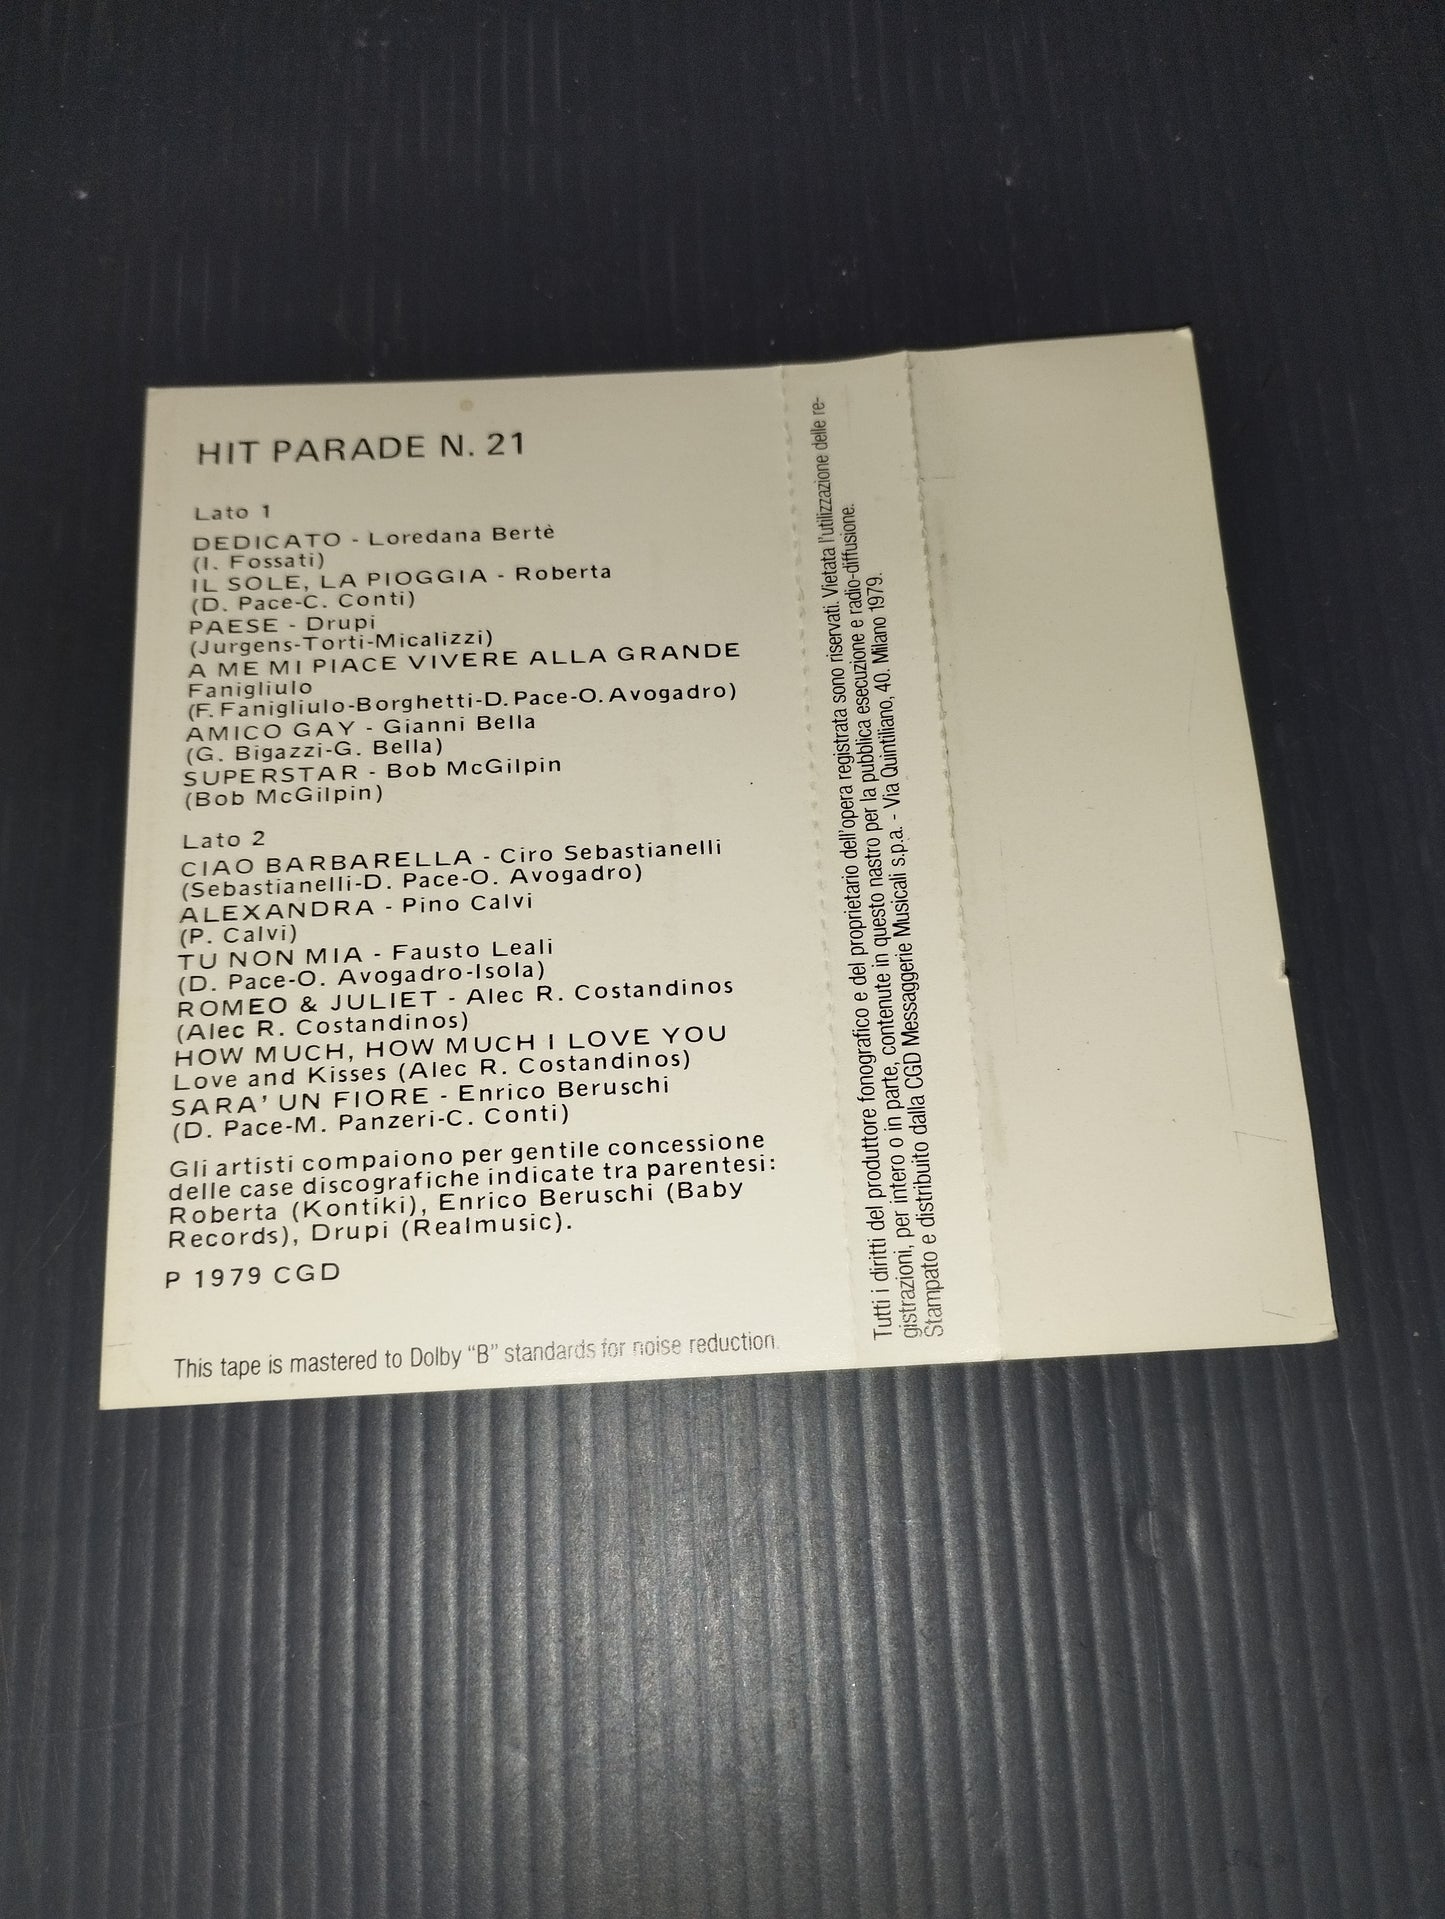 HIT PARADE N. 21
Lato 1
DEDICATO - Loredana Bertè
(I. Fossati)
IL SOLE, LA PIOGGIA - Roberta
(D. Pace-C. Conti)
PAESE - Drupi
(Jurgens-Torti-Micalizzi)
A ME MI PIACE VIVERE ALLA GRANDE
Fanigliulo
(F. Fanigliulo-Borghetti-D. Pace-O. Avogadro)
AMICO GAY - Gianni Bella
(G. Bigazzi-G. Bella)
SUPERSTAR - Bob McGilpin
(Bob McGilpin)
Lato 2
CIAO BARBARELLA - Ciro Sebastianelli
(Sebastianelli-D. Pace-O. Avogadro)
ALEXANDRA - Pino Calvi
(P. Calvi)
TU NON MIA - Fausto Leali
(D. Pace-O. Avogadro-Isola)
ROMEO & JULIET - Alec R. Costandinos
(Alec R. Costandinos)
HOW MUCH, HOW MUCH I LOVE YOU
Love and Kisses (Alec R. Costandinos)
SARA' UN FIORE - Enrico Beruschi
(D. Pace-M. Panzeri-C. Conti)
Gli artisti compaiono per gentile concessione
delle case discografiche indicate tra parentesi:
Roberta (Kontiki), Enrico Beruschi (Baby
Records), Drupi (Realmusic).
P 1979 CGD
This tape is mastered to Dolby "B" standards for noise reduction.
Tutti i diritti del produttore fonografico e del proprietario dell'opera registrata sono riservati. Vietata l'utilizzazione delle re-
gistrazioni, per intero o in parte, contenute in questo nastro per la pubblica esecuzione e radio-diffusione.
Stampato e distribuito dalla CGD Messaggerie Musicali s.p.a. - Via Quintiliano, 40. Milano 1979.